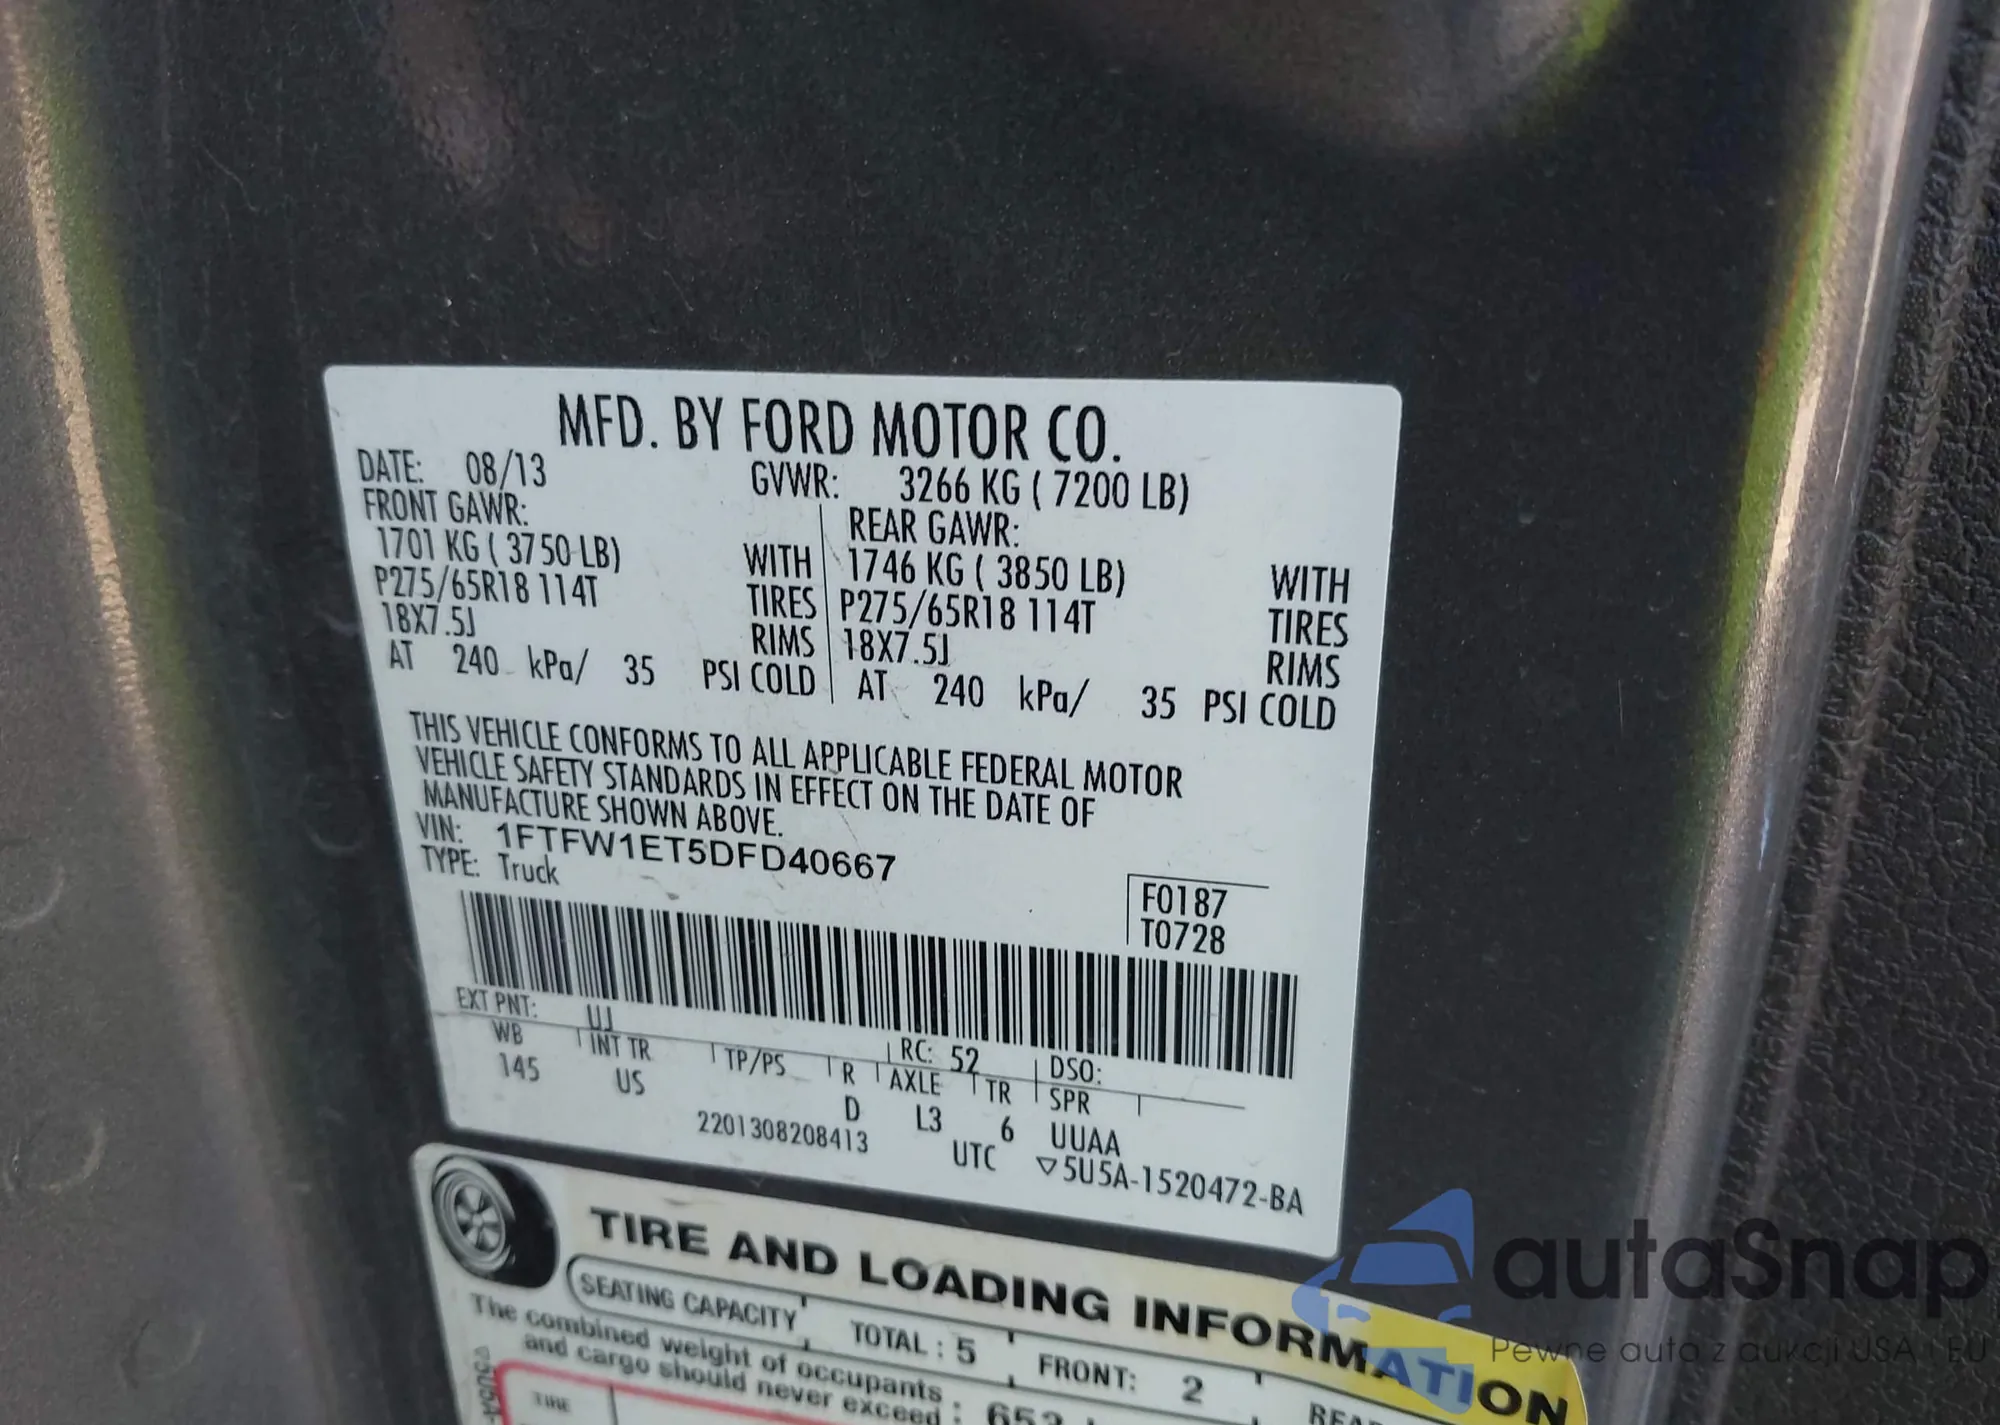 MFD. BY FORD MOTOR CO.
DATE: 08/13 GVWR: 3266 KG ( 7200 LB)
FRONT GAWR: REAR GAWR:
1701 KG ( 3750 LB) WITH 1746 KG ( 3850 LB) WITH
P275/65R18 114T TIRES P275/65R18 114T TIRES
18X7.5J RIMS 18X7.5J RIMS
AT 240 kPa/ 35 PSI COLD AT 240 kPa/ 35 PSI COLD
THIS VEHICLE CONFORMS TO ALL APPLICABLE FEDERAL MOTOR
VEHICLE SAFETY STANDARDS IN EFFECT ON THE DATE OF
MANUFACTURE SHOWN ABOVE.
VIN: 1FTFW1ET5DFD40667
TYPE: Truck
F0187
T0728
EXT PNT: UJ RC: 52 DSO:
WB INT TR TP/PS R AXLE TR SPR
145 US D L3 6 UUAA
2201308208413 UTC ▽5U5A-1520472-BA
TIRE AND LOADING INFORMATION
SEATING CAPACITY TOTAL : 5 FRONT: 2
The combined weight of occupants
and cargo should never exceed :
TIRE
autaSnap
Pewne auta z aukcji USA i EU